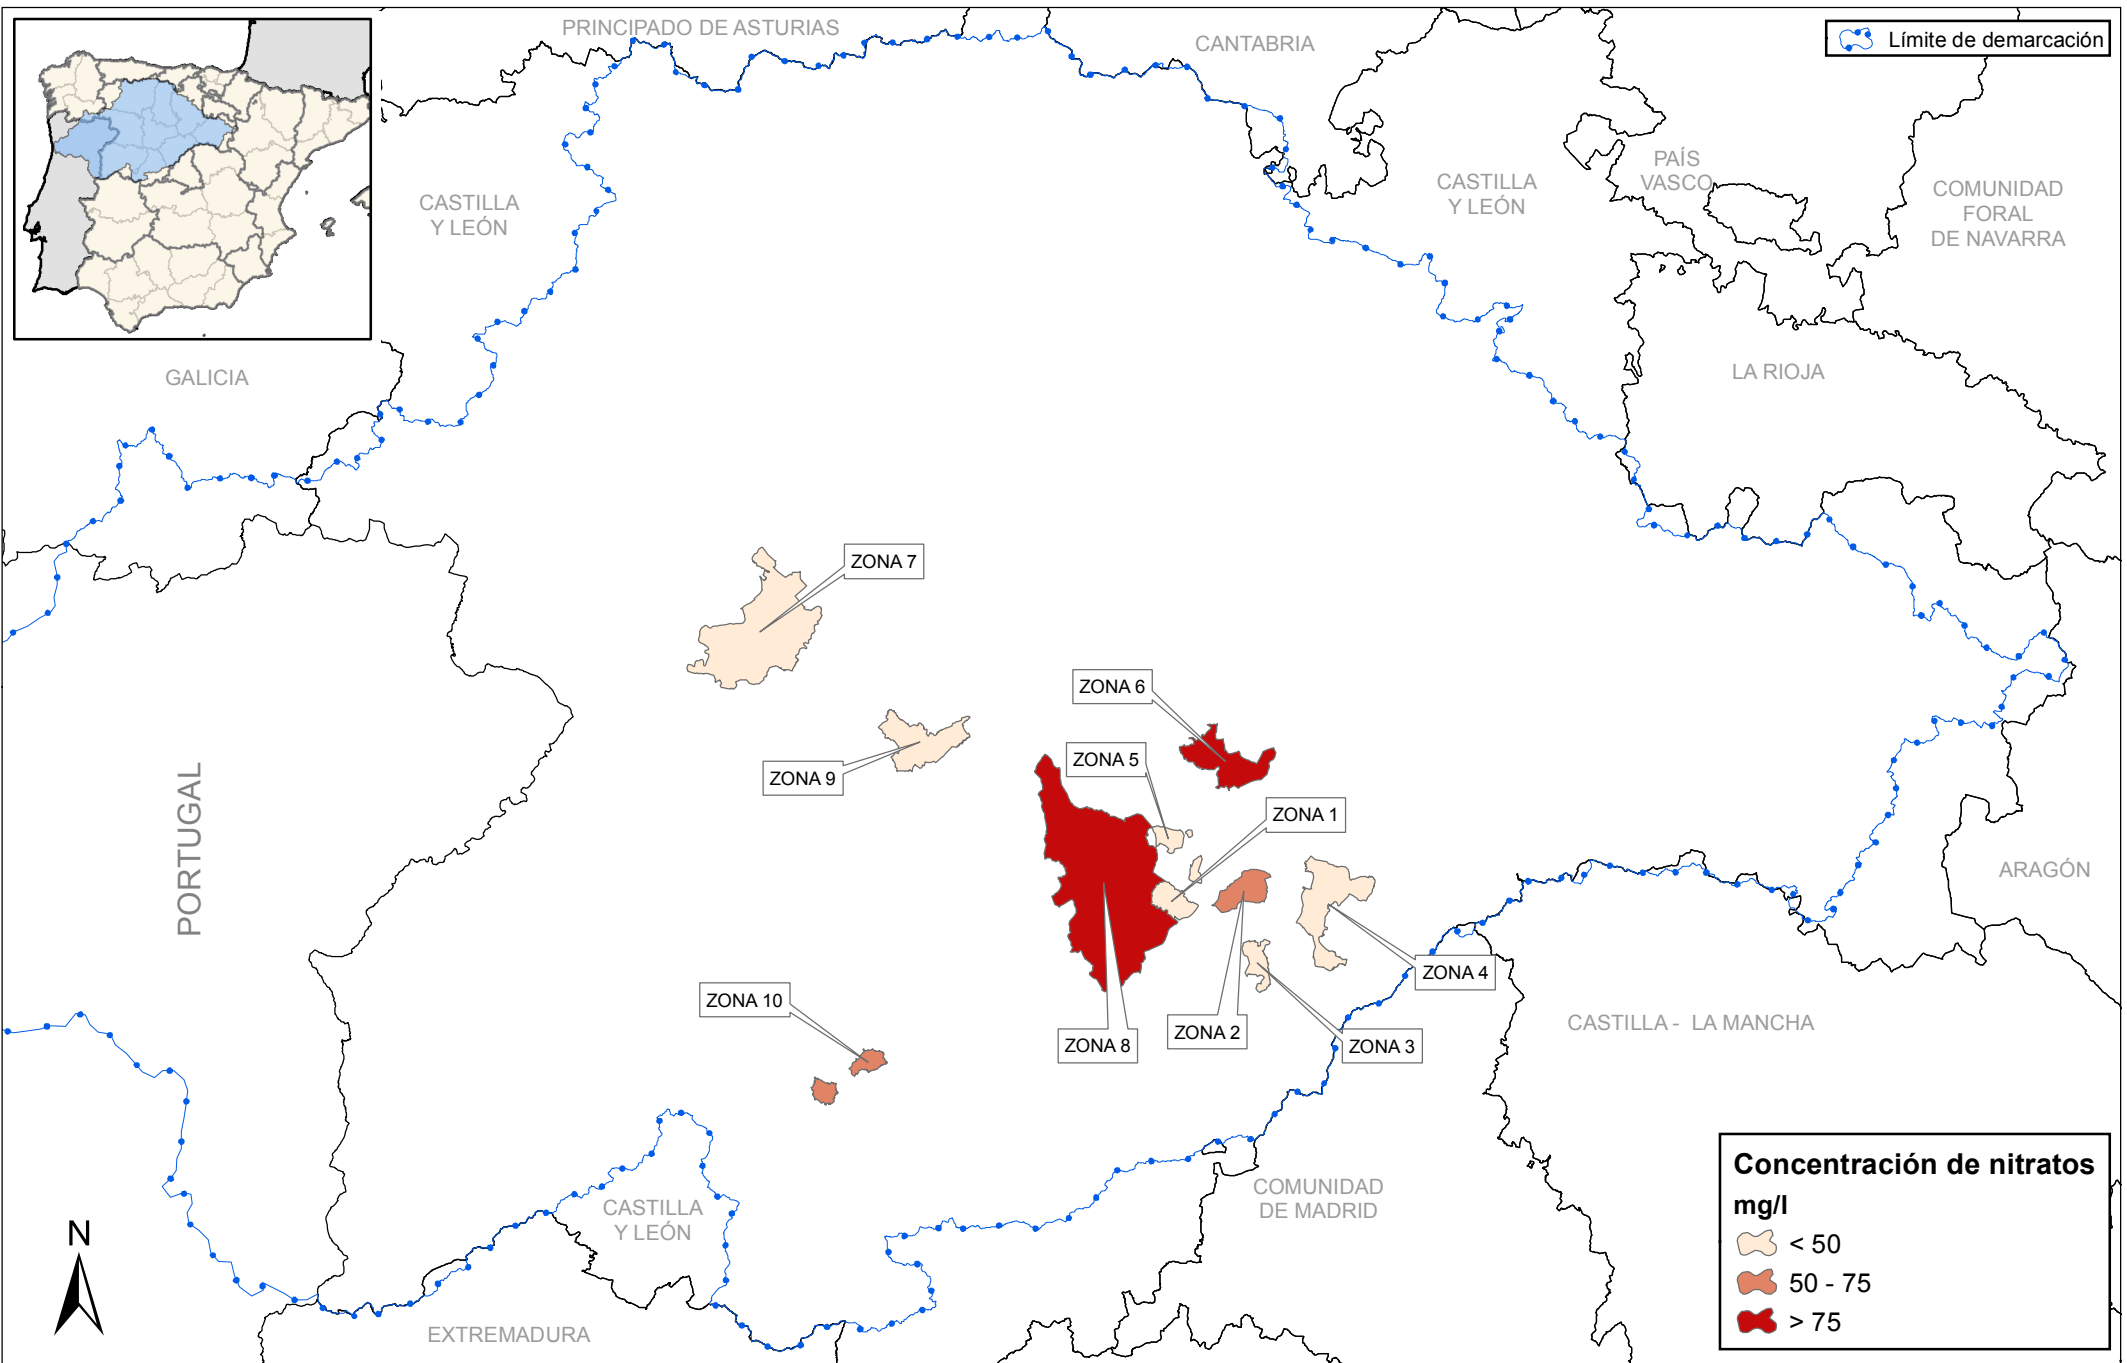 PRINCIPADO DE ASTURIAS
CANTABRIA
Límite de demarcación
CASTILLA
Y LEÓN
CASTILLA
Y LEÓN
PAÍS
VASCO
COMUNIDAD
FORAL
DE NAVARRA
GALICIA
LA RIOJA
ZONA 7
ZONA 6
ZONA 5
ZONA 9
ZONA 1
PORTUGAL
ARAGÓN
ZONA 4
ZONA 10
ZONA 8
ZONA 2
ZONA 3
CASTILLA - LA MANCHA
COMUNIDAD
DE MADRID
CASTILLA
Y LEÓN
EXTREMADURA
N
Concentración de nitratos
mg/l
< 50
50 - 75
> 75